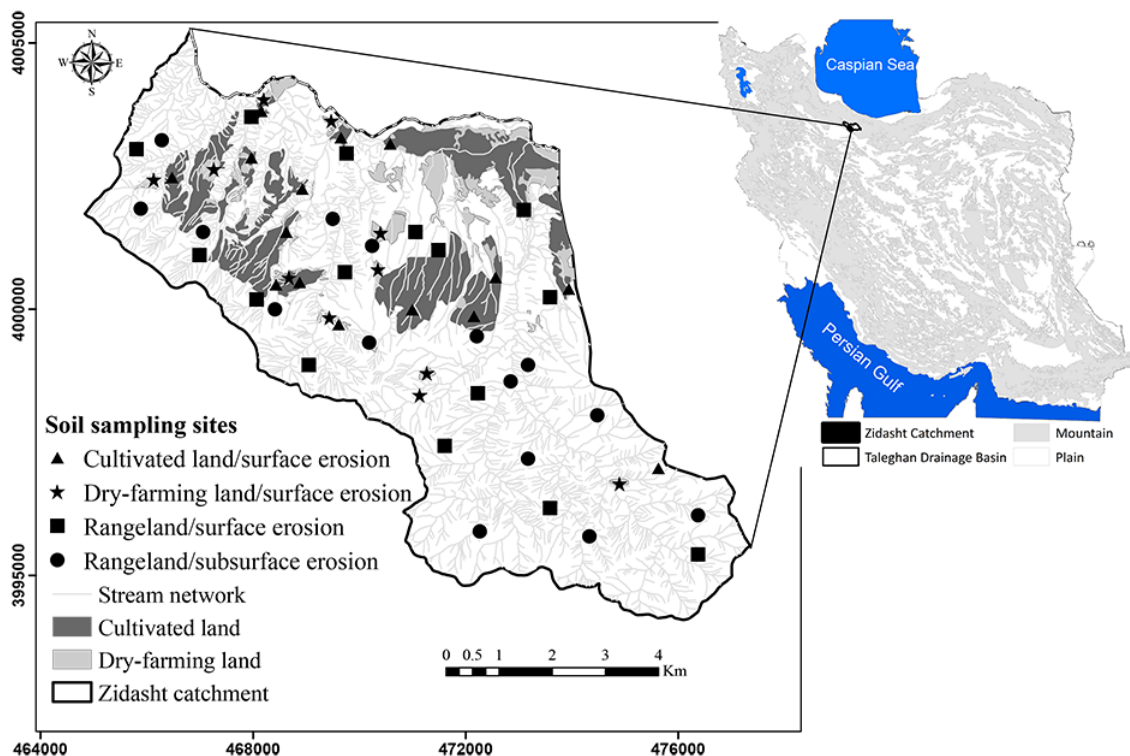 4005000
4000000
3995000
N
W E
S
Caspian Sea
Persian Gulf
Zidasht Catchment
Mountain
Taleghan Drainage Basin
Plain
Soil sampling sites
Cultivated land/surface erosion
Dry-farming land/surface erosion
Rangeland/surface erosion
Rangeland/subsurface erosion
Stream network
Cultivated land
Dry-farming land
Zidasht catchment
0 0.5 1 2 3 4
Km
464000 468000 472000 476000